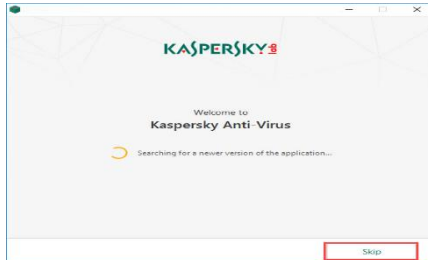 KASPERSKY
Welcome to
Kaspersky Anti-Virus
Searching for a newer version of the application...
Skip